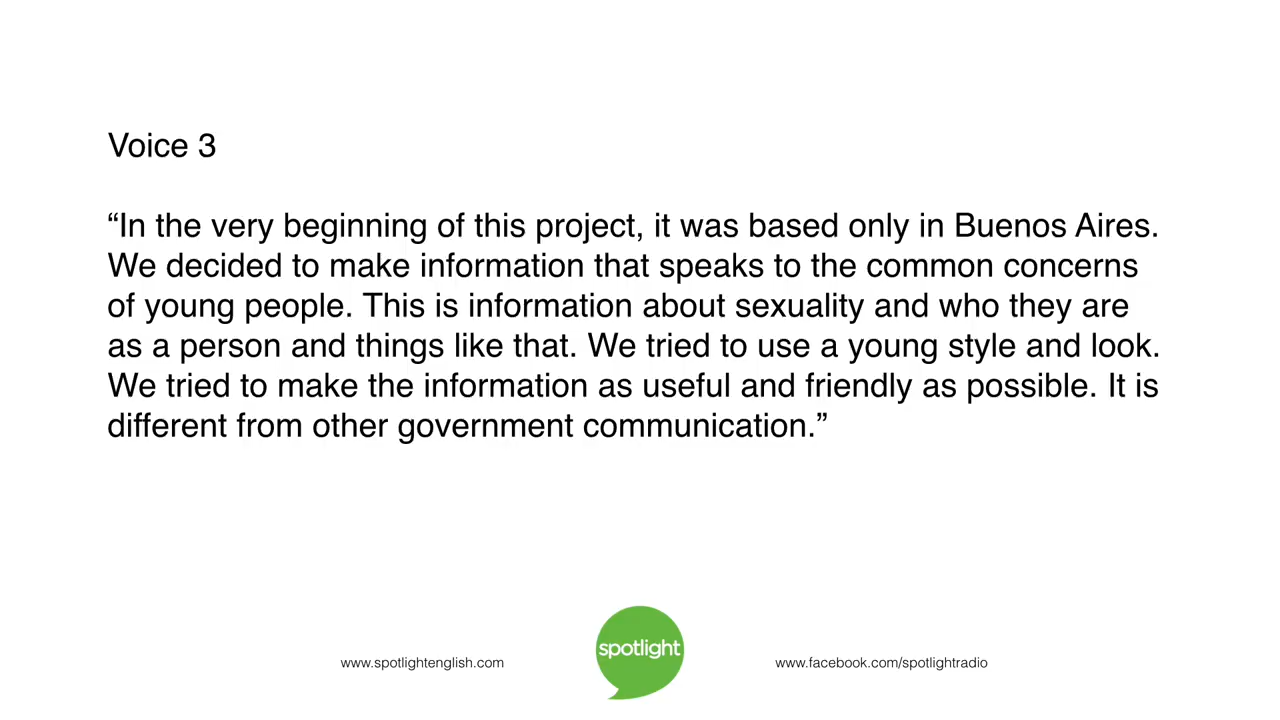 Voice 3
“In the very beginning of this project, it was based only in Buenos Aires.
We decided to make information that speaks to the common concerns
of young people. This is information about sexuality and who they are
as a person and things like that. We tried to use a young style and look.
We tried to make the information as useful and friendly as possible. It is
different from other government communication.”
www.spotlightenglish.com
spotlight
www.facebook.com/spotlightradio